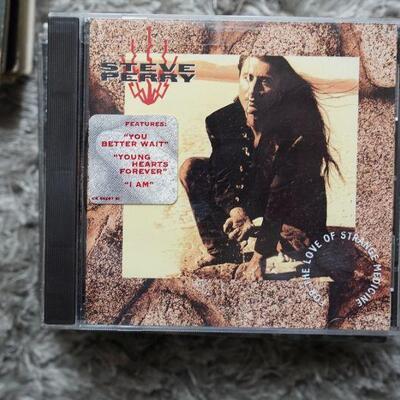 STEVE
PERRY
FEATURES:
"YOU
BETTER WAIT"
"YOUNG
HEARTS
FOREVER"
"I AM"
FOR THE LOVE OF STRANGE MEDICINE